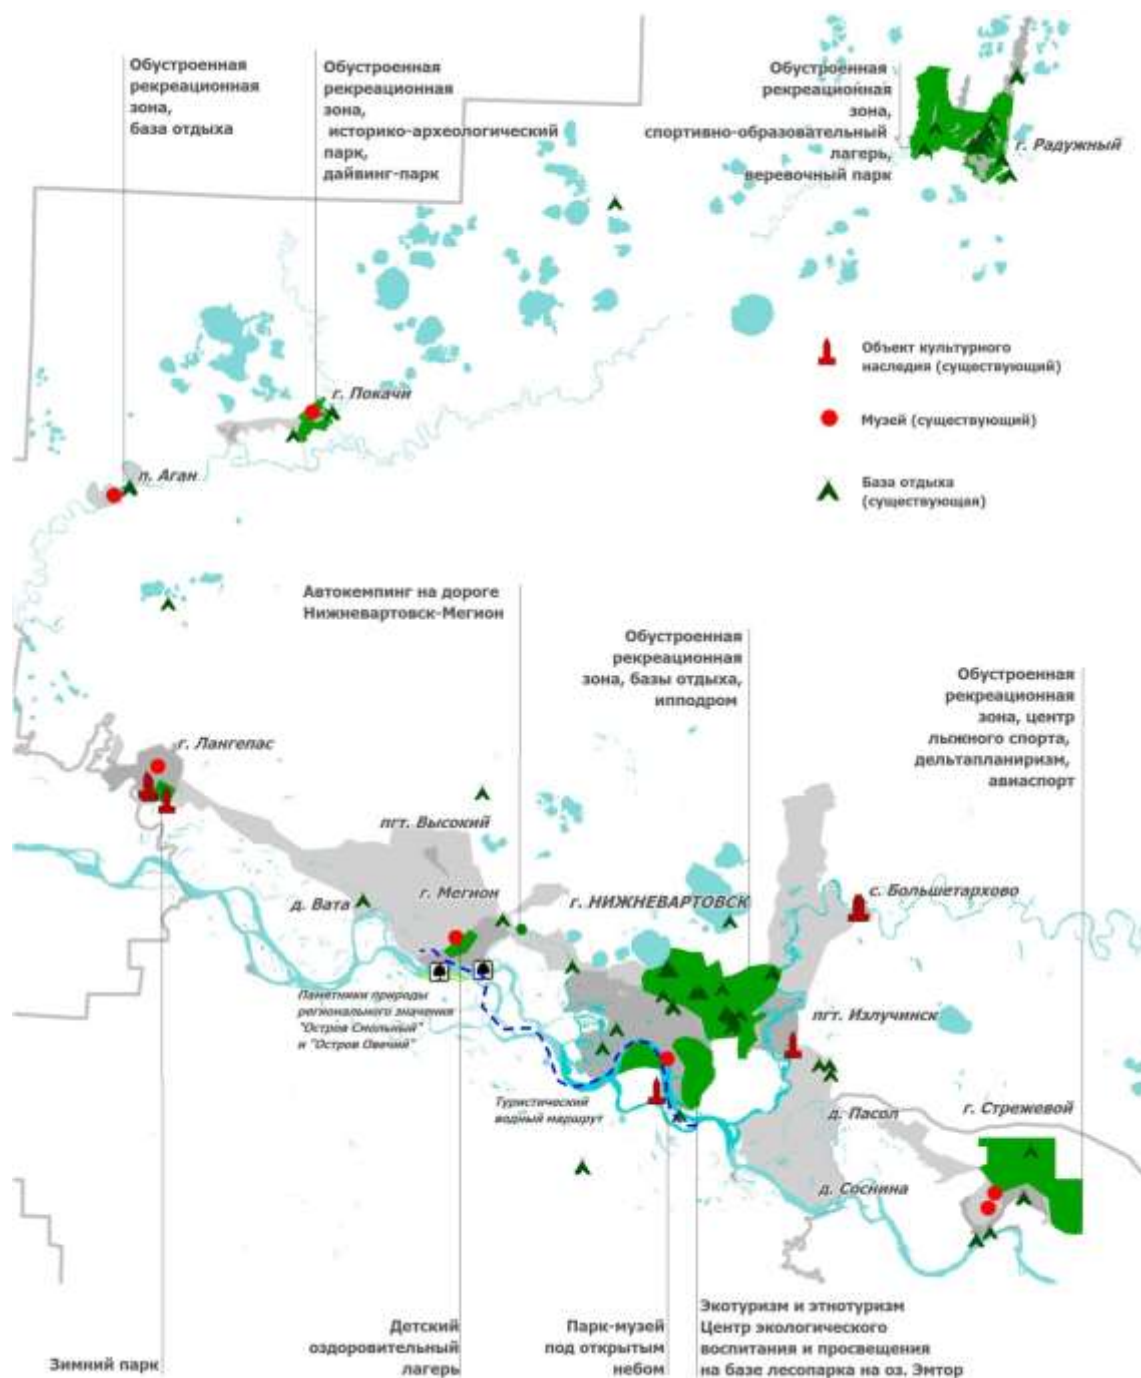 Обустроенная
рекреационная
зона,
база отдыха
Обустроенная
рекреационная
зона,
историко-археологический
парк,
дайвинг-парк
Обустроенная
рекреационная
зона,
спортивно-образовательный
лагерь,
веревочный парк
г. Радужный
Объект культурного
наследия (существующий)
Музей (существующий)
База отдыха
(существующая)
г. Покачи
п. Аган
Автокемпинг на дороге
Нижневартовск-Мегион
Обустроенная
рекреационная
зона, базы отдыха,
ипподром
Обустроенная
рекреационная
зона, центр
лыжного спорта,
дельтапланиризм,
авиаспорт
г. Лангепас
пгт. Высокий
г. Мегион
д. Вата
г. НИЖНЕВАРТОВСК
с. Большетархово
Памятники природы
регионального значения
"Остров Смольный"
и "Остров Овечий"
пгт. Излучинск
Туристический
водный маршрут
д. Пасол
г. Стрежевой
д. Соснина
Зимний парк
Детский
оздоровительный
лагерь
Парк-музей
под открытым
небом
Экотуризм и этнотуризм
Центр экологического
воспитания и просвещения
на базе лесопарка на оз. Эмтор